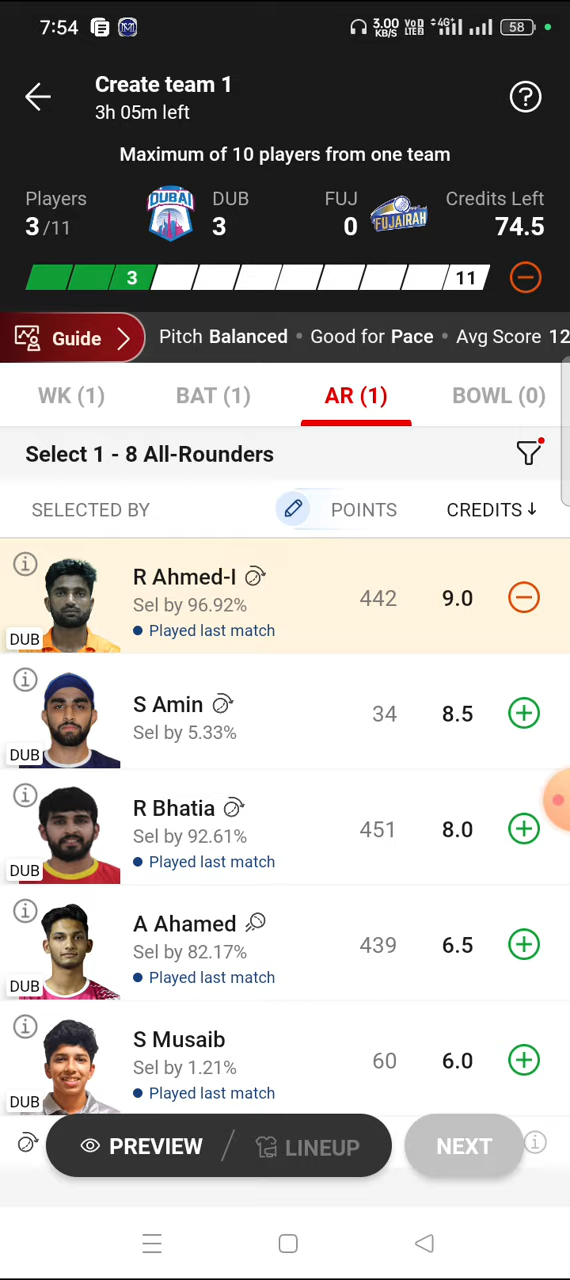 7:54
3.00 KB/S
VoD LTE2
4G+
58
Create team 1
3h 05m left
Maximum of 10 players from one team
Players
3/11
DUBAI
DUB
3
FUJ
0
FUJAIRAH
Credits Left
74.5
3
11
Guide
Pitch Balanced • Good for Pace • Avg Score 12
WK (1)
BAT (1)
AR (1)
BOWL (0)
Select 1 - 8 All-Rounders
SELECTED BY
POINTS
CREDITS↓
R Ahmed-I
Sel by 96.92%
• Played last match
DUB
442
9.0
S Amin
Sel by 5.33%
DUB
34
8.5
R Bhatia
Sel by 92.61%
• Played last match
DUB
451
8.0
A Ahamed
Sel by 82.17%
• Played last match
DUB
439
6.5
S Musaib
Sel by 1.21%
• Played last match
DUB
60
6.0
PREVIEW / LINEUP
NEXT